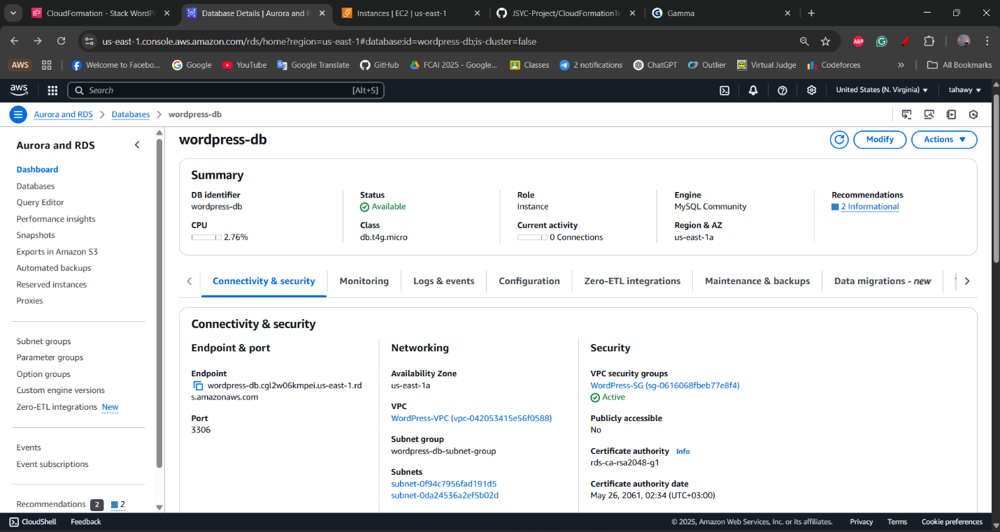 CloudFormation - Stack WordPr
Database Details | Aurora and R
Instances | EC2 | us-east-1
JSYC-Project/CloudFormationTe
Gamma
us-east-1.console.aws.amazon.com/rds/home?region=us-east-1#database:id=wordpress-db;is-cluster=false
ABP
AWS
Welcome to Facebo...
Google
YouTube
Google Translate
GitHub
FCAI 2025 - Google...
Classes
2 notifications
ChatGPT
Outlier
Virtual Judge
Codeforces
All Bookmarks
aws
Search
[Alt+S]
United States (N. Virginia)
tahawy
Aurora and RDS
Databases
wordpress-db
Aurora and RDS
Dashboard
Databases
Query Editor
Performance insights
Snapshots
Exports in Amazon S3
Automated backups
Reserved instances
Proxies
Subnet groups
Parameter groups
Option groups
Custom engine versions
Zero-ETL integrations New
Events
Event subscriptions
Recommendations 2 2
wordpress-db
Modify
Actions
Summary
DB identifier
wordpress-db
CPU
2.76%
Status
Available
Class
db.t4g.micro
Role
Instance
Current activity
0 Connections
Engine
MySQL Community
Region & AZ
us-east-1a
Recommendations
2 Informational
Connectivity & security
Monitoring
Logs & events
Configuration
Zero-ETL integrations
Maintenance & backups
Data migrations - new
Connectivity & security
Endpoint & port
Endpoint
wordpress-db.cgl2w06kmpei.us-east-1.rd
s.amazonaws.com
Port
3306
Networking
Availability Zone
us-east-1a
VPC
WordPress-VPC (vpc-042053415e56f0588)
Subnet group
wordpress-db-subnet-group
Subnets
subnet-0f94c7956fad191d5
subnet-0da24536a2ef5b02d
Security
VPC security groups
WordPress-SG (sg-0616068fbeb77e8f4)
Active
Publicly accessible
No
Certificate authority Info
rds-ca-rsa2048-g1
Certificate authority date
May 26, 2061, 02:34 (UTC+03:00)
CloudShell
Feedback
© 2025, Amazon Web Services, Inc. or its affiliates.
Privacy
Terms
Cookie preferences